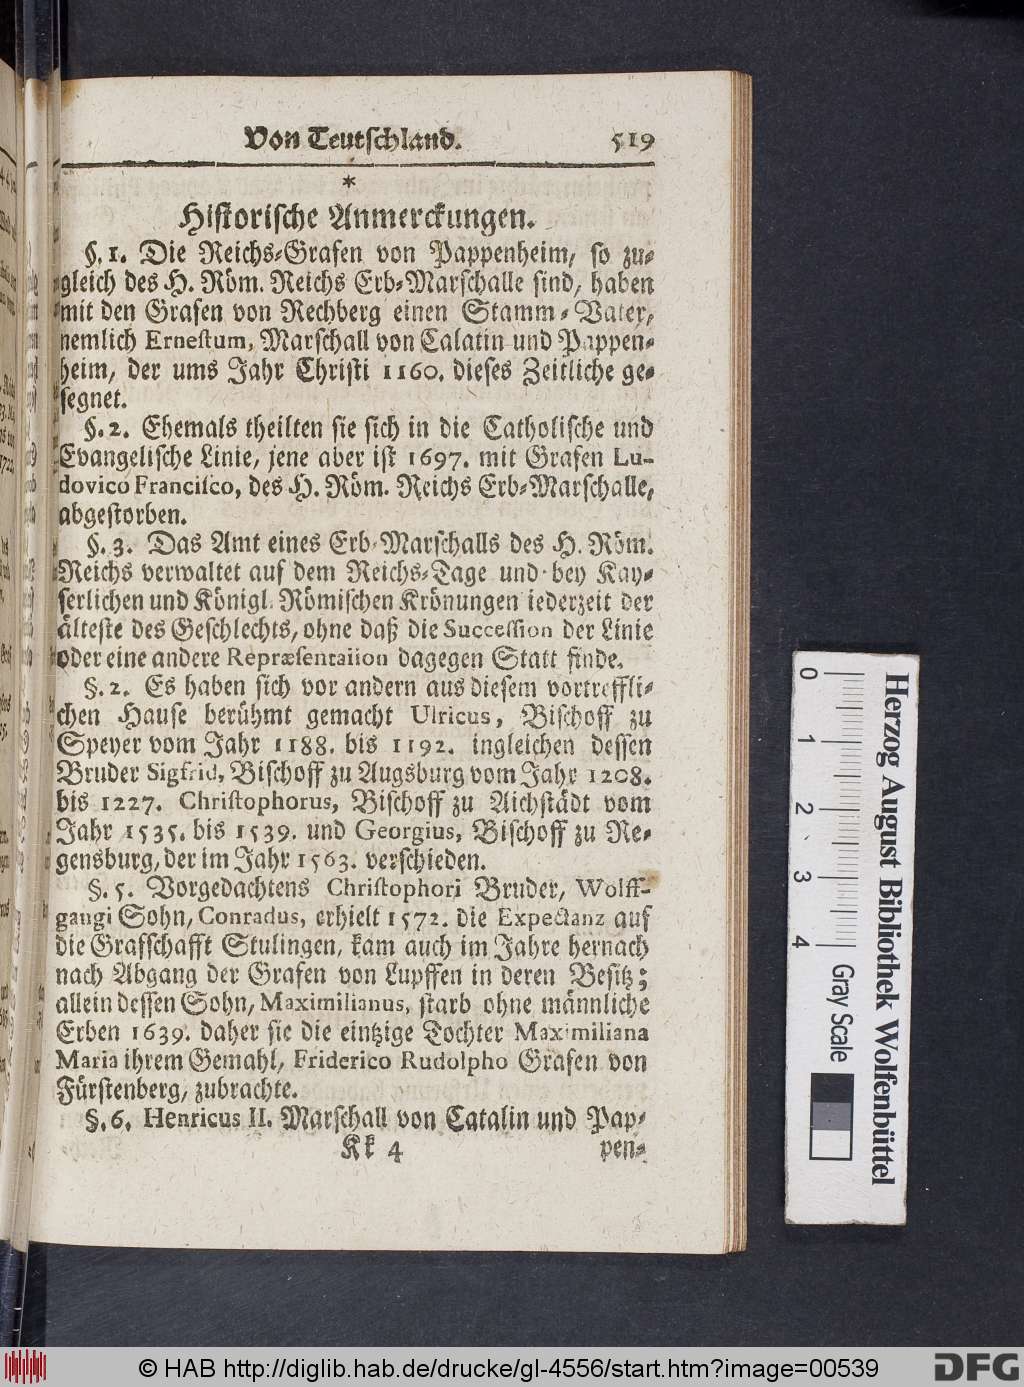 Von Teutschland. 519
*
Historische Anmerckungen.
§. 1. Die Reichs-Grafen von Pappenheim, so zu-
gleich des H. Röm. Reichs Erb-Marschalle sind, haben
mit den Grafen von Rechberg einen Stamm-Vater,
nemlich Ernestum, Marschall von Calatin und Pappen-
heim, der ums Jahr Christi 1160. dieses Zeitliche ge-
segnet.
§. 2. Ehemals theilten sie sich in die Catholische und
Evangelische Linie, jene aber ist 1697. mit Grafen Lu-
dovico Francisco, des H. Röm. Reichs Erb-Marschalle,
abgestorben.
§. 3. Das Amt eines Erb-Marschalls des H. Röm.
Reichs verwaltet auf dem Reichs-Tage und bey Kay-
serlichen und Königl. Römischen Krönungen iederzeit der
älteste des Geschlechts, ohne daß die Succession der Linie
oder eine andere Repræsentaiion dagegen Statt finde.
§. 2. Es haben sich vor andern aus diesem vortreffli-
chen Hause berühmt gemacht Ulricus, Bischoff zu
Speyer vom Jahr 1188. bis 1192. ingleichen dessen
Bruder Sigfrid, Bischoff zu Augsburg vom Jahr 1208.
bis 1227. Christophorus, Bischoff zu Aichstädt vom
Jahr 1535. bis 1539. und Georgius, Bischoff zu Re-
gensburg, der im Jahr 1563. verschieden.
§. 5. Vorgedachtens Christophori Bruder, Wolff-
gangi Sohn, Conradus, erhielt 1572. die Expectanz auf
die Grafschafft Stulingen, kam auch im Jahre hernach
nach Abgang der Grafen von Lupffen in deren Besitz;
allein dessen Sohn, Maximilianus, starb ohne männliche
Erben 1639. daher sie die eintzige Tochter Maximiliana
Maria ihrem Gemahl, Friderico Rudolpho Grafen von
Fürstenberg, zubrachte.
§. 6. Henricus II. Marschall von Catalin und Pap-
Kk 4 pen-
0 1 2 3 4
Gray Scale
Herzog August Bibliothek Wolfenbüttel
© HAB http://diglib.hab.de/drucke/gl-4556/start.htm?image=00539
DFG